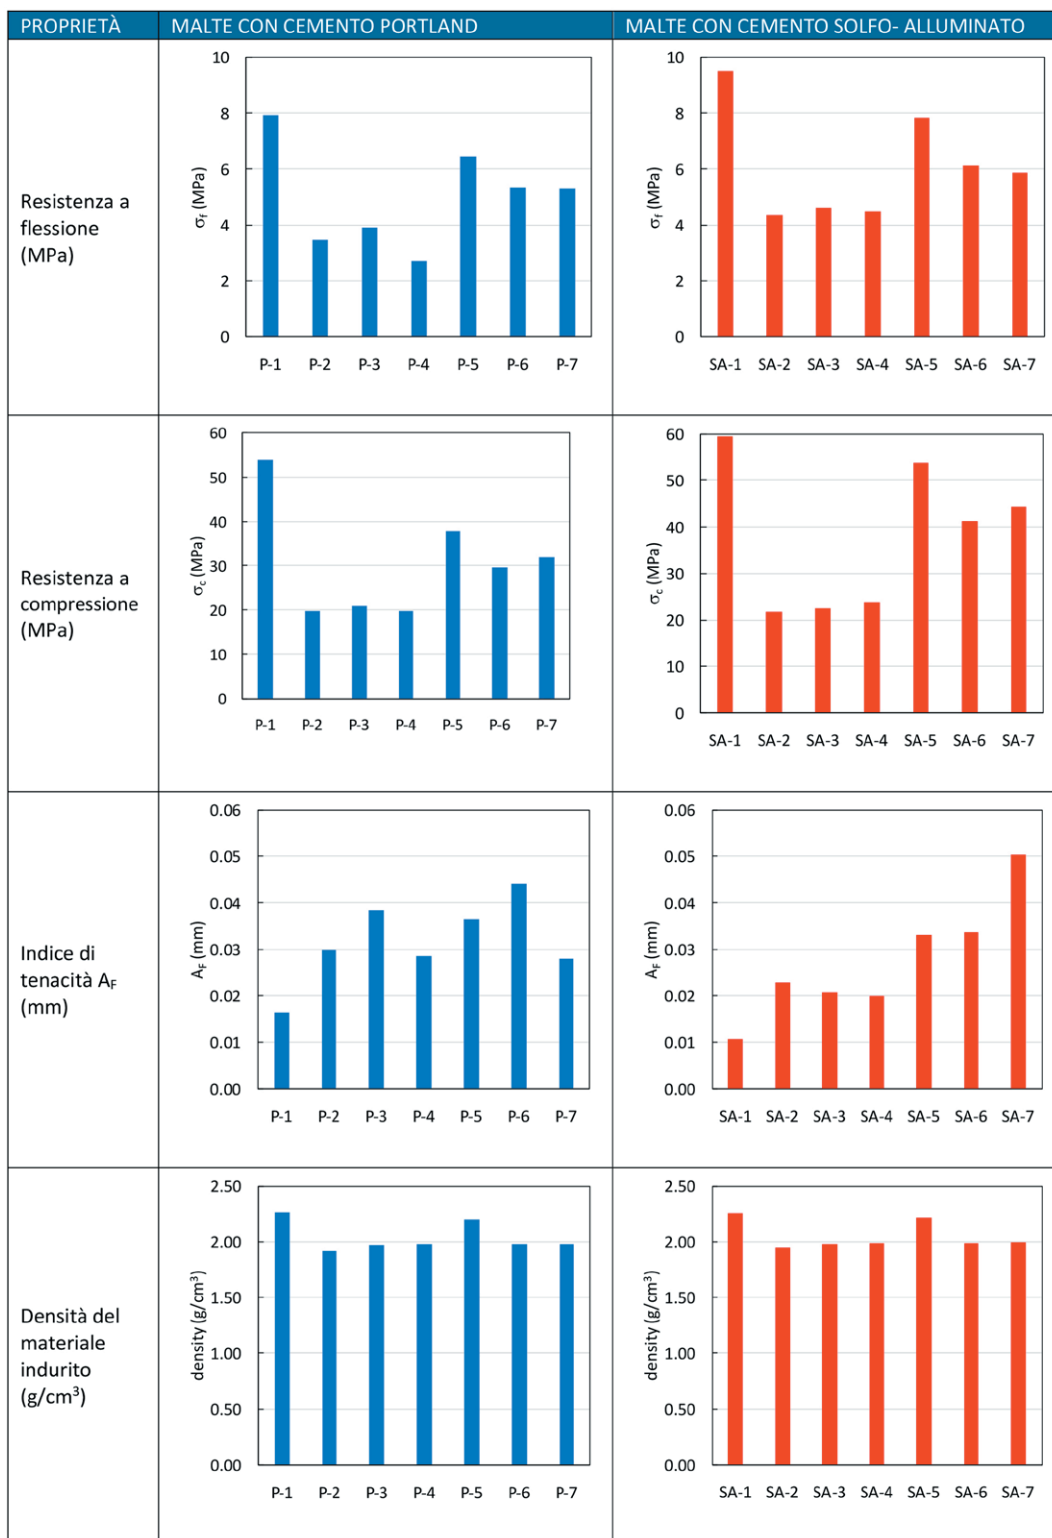 PROPRIETÀ MALTE CON CEMENTO PORTLAND MALTE CON CEMENTO SOLFO- ALLUMINATO
Resistenza a
flessione
(MPa)
10
8
6
4
2
0
σf (MPa)
P-1 P-2 P-3 P-4 P-5 P-6 P-7
10
8
6
4
2
0
σf (MPa)
SA-1 SA-2 SA-3 SA-4 SA-5 SA-6 SA-7
Resistenza a
compressione
(MPa)
60
50
40
30
20
10
0
σc (MPa)
P-1 P-2 P-3 P-4 P-5 P-6 P-7
60
50
40
30
20
10
0
σc (MPa)
SA-1 SA-2 SA-3 SA-4 SA-5 SA-6 SA-7
Indice di
tenacità AF
(mm)
0.06
0.05
0.04
0.03
0.02
0.01
0.00
AF (mm)
P-1 P-2 P-3 P-4 P-5 P-6 P-7
0.06
0.05
0.04
0.03
0.02
0.01
0.00
AF (mm)
SA-1 SA-2 SA-3 SA-4 SA-5 SA-6 SA-7
Densità del
materiale
indurito
(g/cm³)
2.50
2.00
1.50
1.00
0.50
0.00
density (g/cm³)
P-1 P-2 P-3 P-4 P-5 P-6 P-7
2.50
2.00
1.50
1.00
0.50
0.00
density (g/cm³)
SA-1 SA-2 SA-3 SA-4 SA-5 SA-6 SA-7